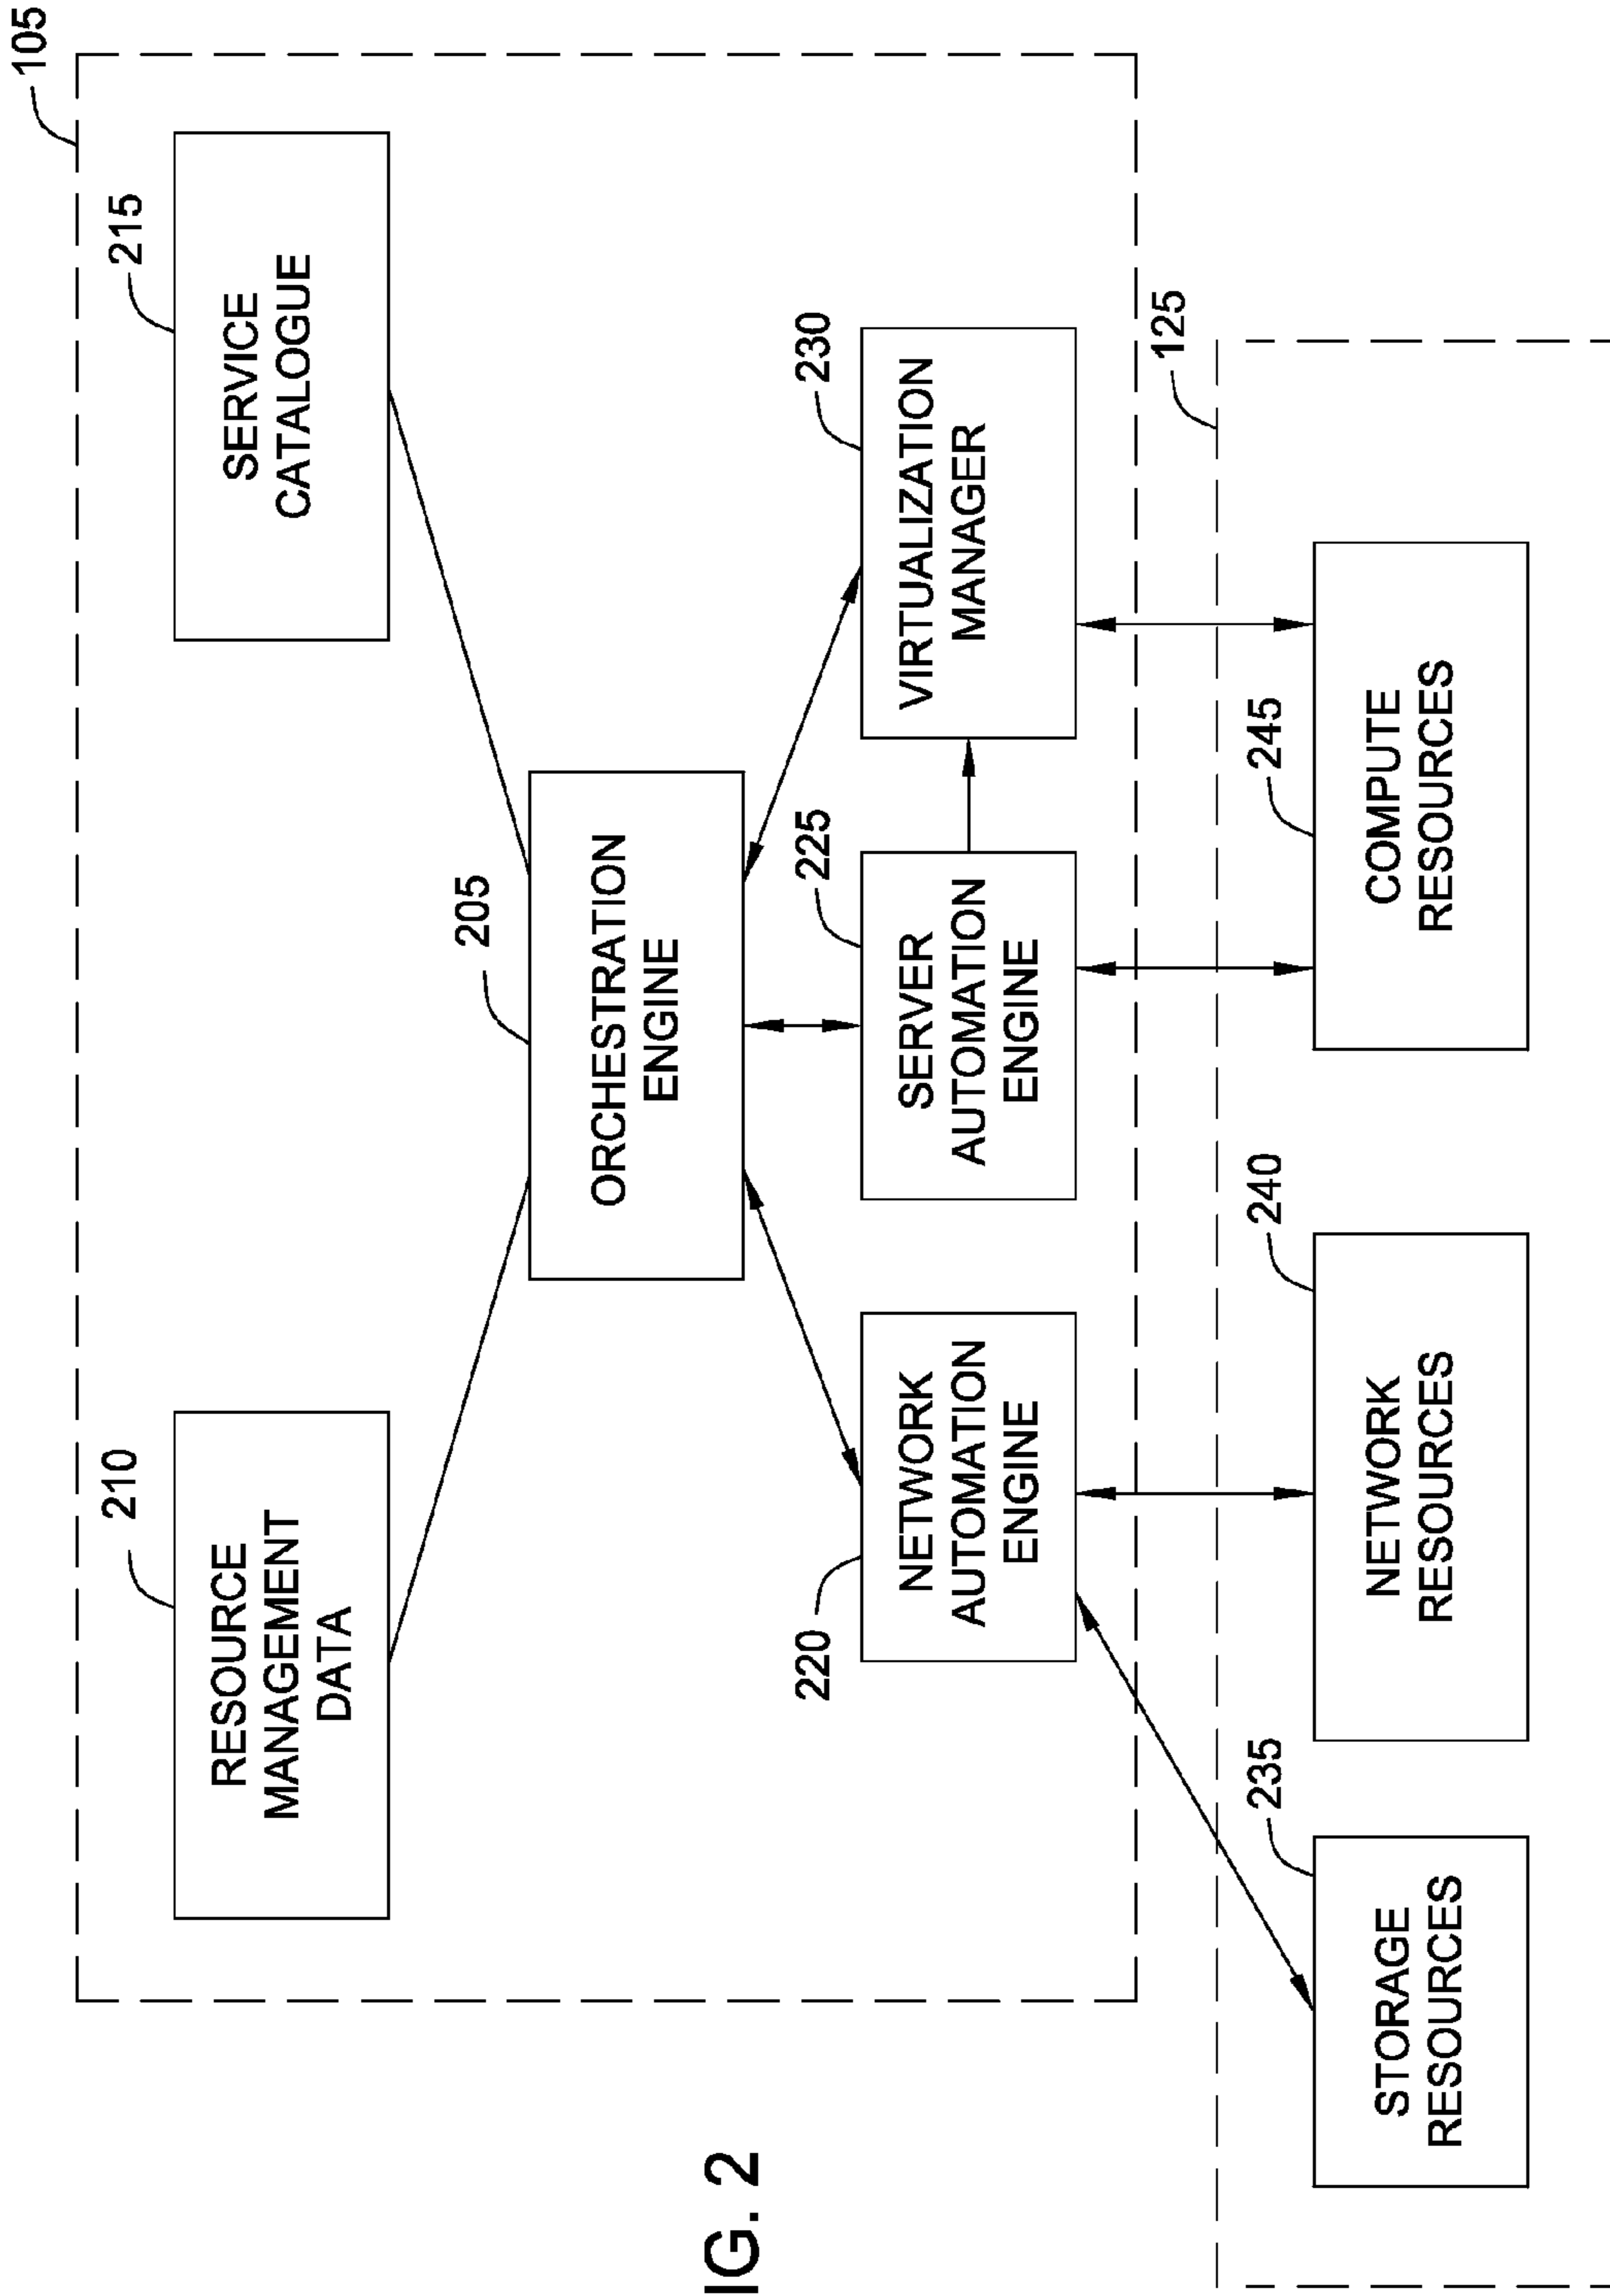 105
210
RESOURCE
MANAGEMENT
DATA
215
SERVICE
CATALOGUE
205
ORCHESTRATION
ENGINE
220
NETWORK
AUTOMATION
ENGINE
225
SERVER
AUTOMATION
ENGINE
230
VIRTUALIZATION
MANAGER
125
235
STORAGE
RESOURCES
240
NETWORK
RESOURCES
245
COMPUTE
RESOURCES
IG. 2